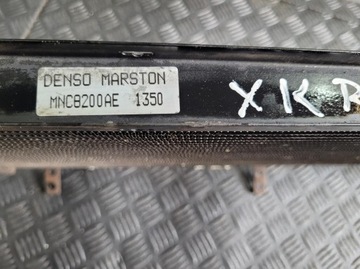 DENSO MARSTON
MNC8200AE 1350
XKR